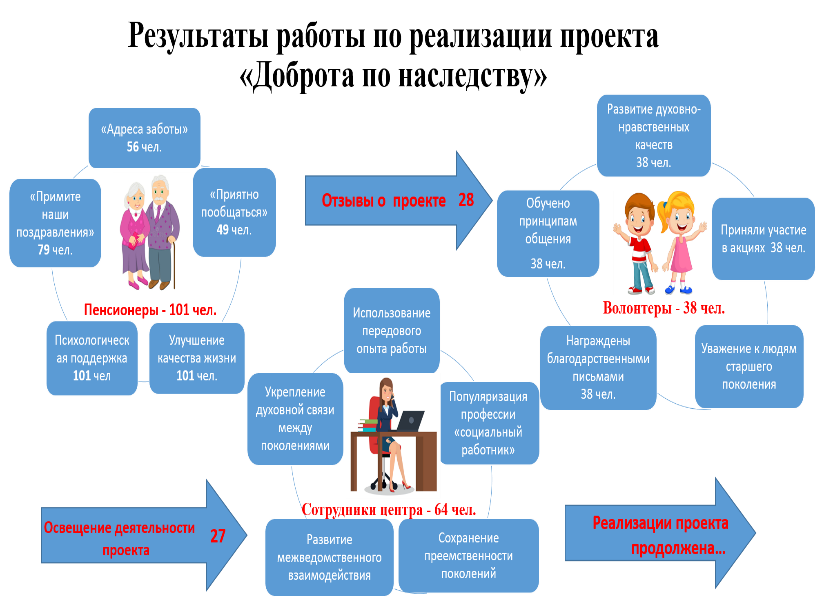 Результаты работы по реализации проекта
«Доброта по наследству»
«Адреса заботы»
56 чел.
«Приятно
пообщаться»
49 чел.
Улучшение
качества жизни
101 чел.
Психологическ
ая поддержка
101 чел
«Примите
наши
поздравления»
79 чел.
Пенсионеры - 101 чел.
Отзывы о проекте 28
Развитие духовно-
нравственных
качеств
38 чел.
Приняли участие
в акциях 38 чел.
Уважение к людям
старшего
поколения
Награждены
благодарственными
письмами
38 чел.
Обучено
принципам
общения
38 чел.
Волонтеры - 38 чел.
Использование
передового
опыта работы
Популяризация
профессии
«социальный
работник»
Сохранение
преемственности
поколений
Развитие
межведомственного
взаимодействия
Укрепление
духовной связи
между
поколениями
Сотрудники центра - 64 чел.
Освещение деятельности
проекта 27
Реализации проекта
продолжена...